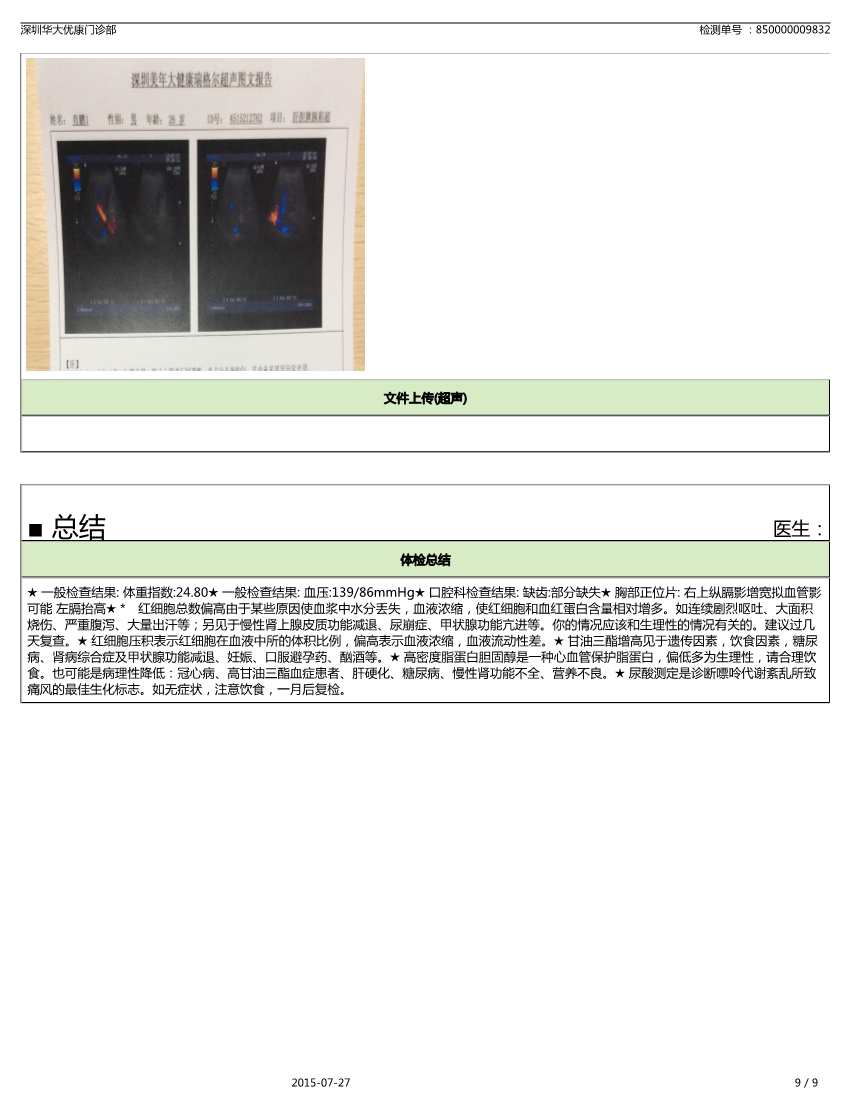 深圳华大优康门诊部
检测单号 ：850000009832
深圳美年大健康瑞格尔超声图文报告
姓名： 性别：男 年龄：26 岁 ID号：4515212762 项目：肝胆胰脾彩超
【肝】
文件上传(超声)
■ 总结
医生：
体检总结
★ 一般检查结果: 体重指数:24.80★ 一般检查结果: 血压:139/86mmHg★ 口腔科检查结果: 缺齿:部分缺失★ 胸部正位片: 右上纵膈影增宽拟血管影
可能 左膈抬高★ * 红细胞总数偏高由于某些原因使血浆中水分丢失，血液浓缩，使红细胞和血红蛋白含量相对增多。如连续剧烈呕吐、大面积
烧伤、严重腹泻、大量出汗等；另见于慢性肾上腺皮质功能减退、尿崩症、甲状腺功能亢进等。你的情况应该和生理性的情况有关的。建议过几
天复查。★ 红细胞压积表示红细胞在血液中所的体积比例，偏高表示血液浓缩，血液流动性差。★ 甘油三酯增高见于遗传因素，饮食因素，糖尿
病、肾病综合症及甲状腺功能减退、妊娠、口服避孕药、酗酒等。★ 高密度脂蛋白胆固醇是一种心血管保护脂蛋白，偏低多为生理性，请合理饮
食。也可能是病理性降低：冠心病、高甘油三酯血症患者、肝硬化、糖尿病、慢性肾功能不全、营养不良。★ 尿酸测定是诊断嘌呤代谢紊乱所致
痛风的最佳生化标志。如无症状，注意饮食，一月后复检。
2015-07-27
9 / 9